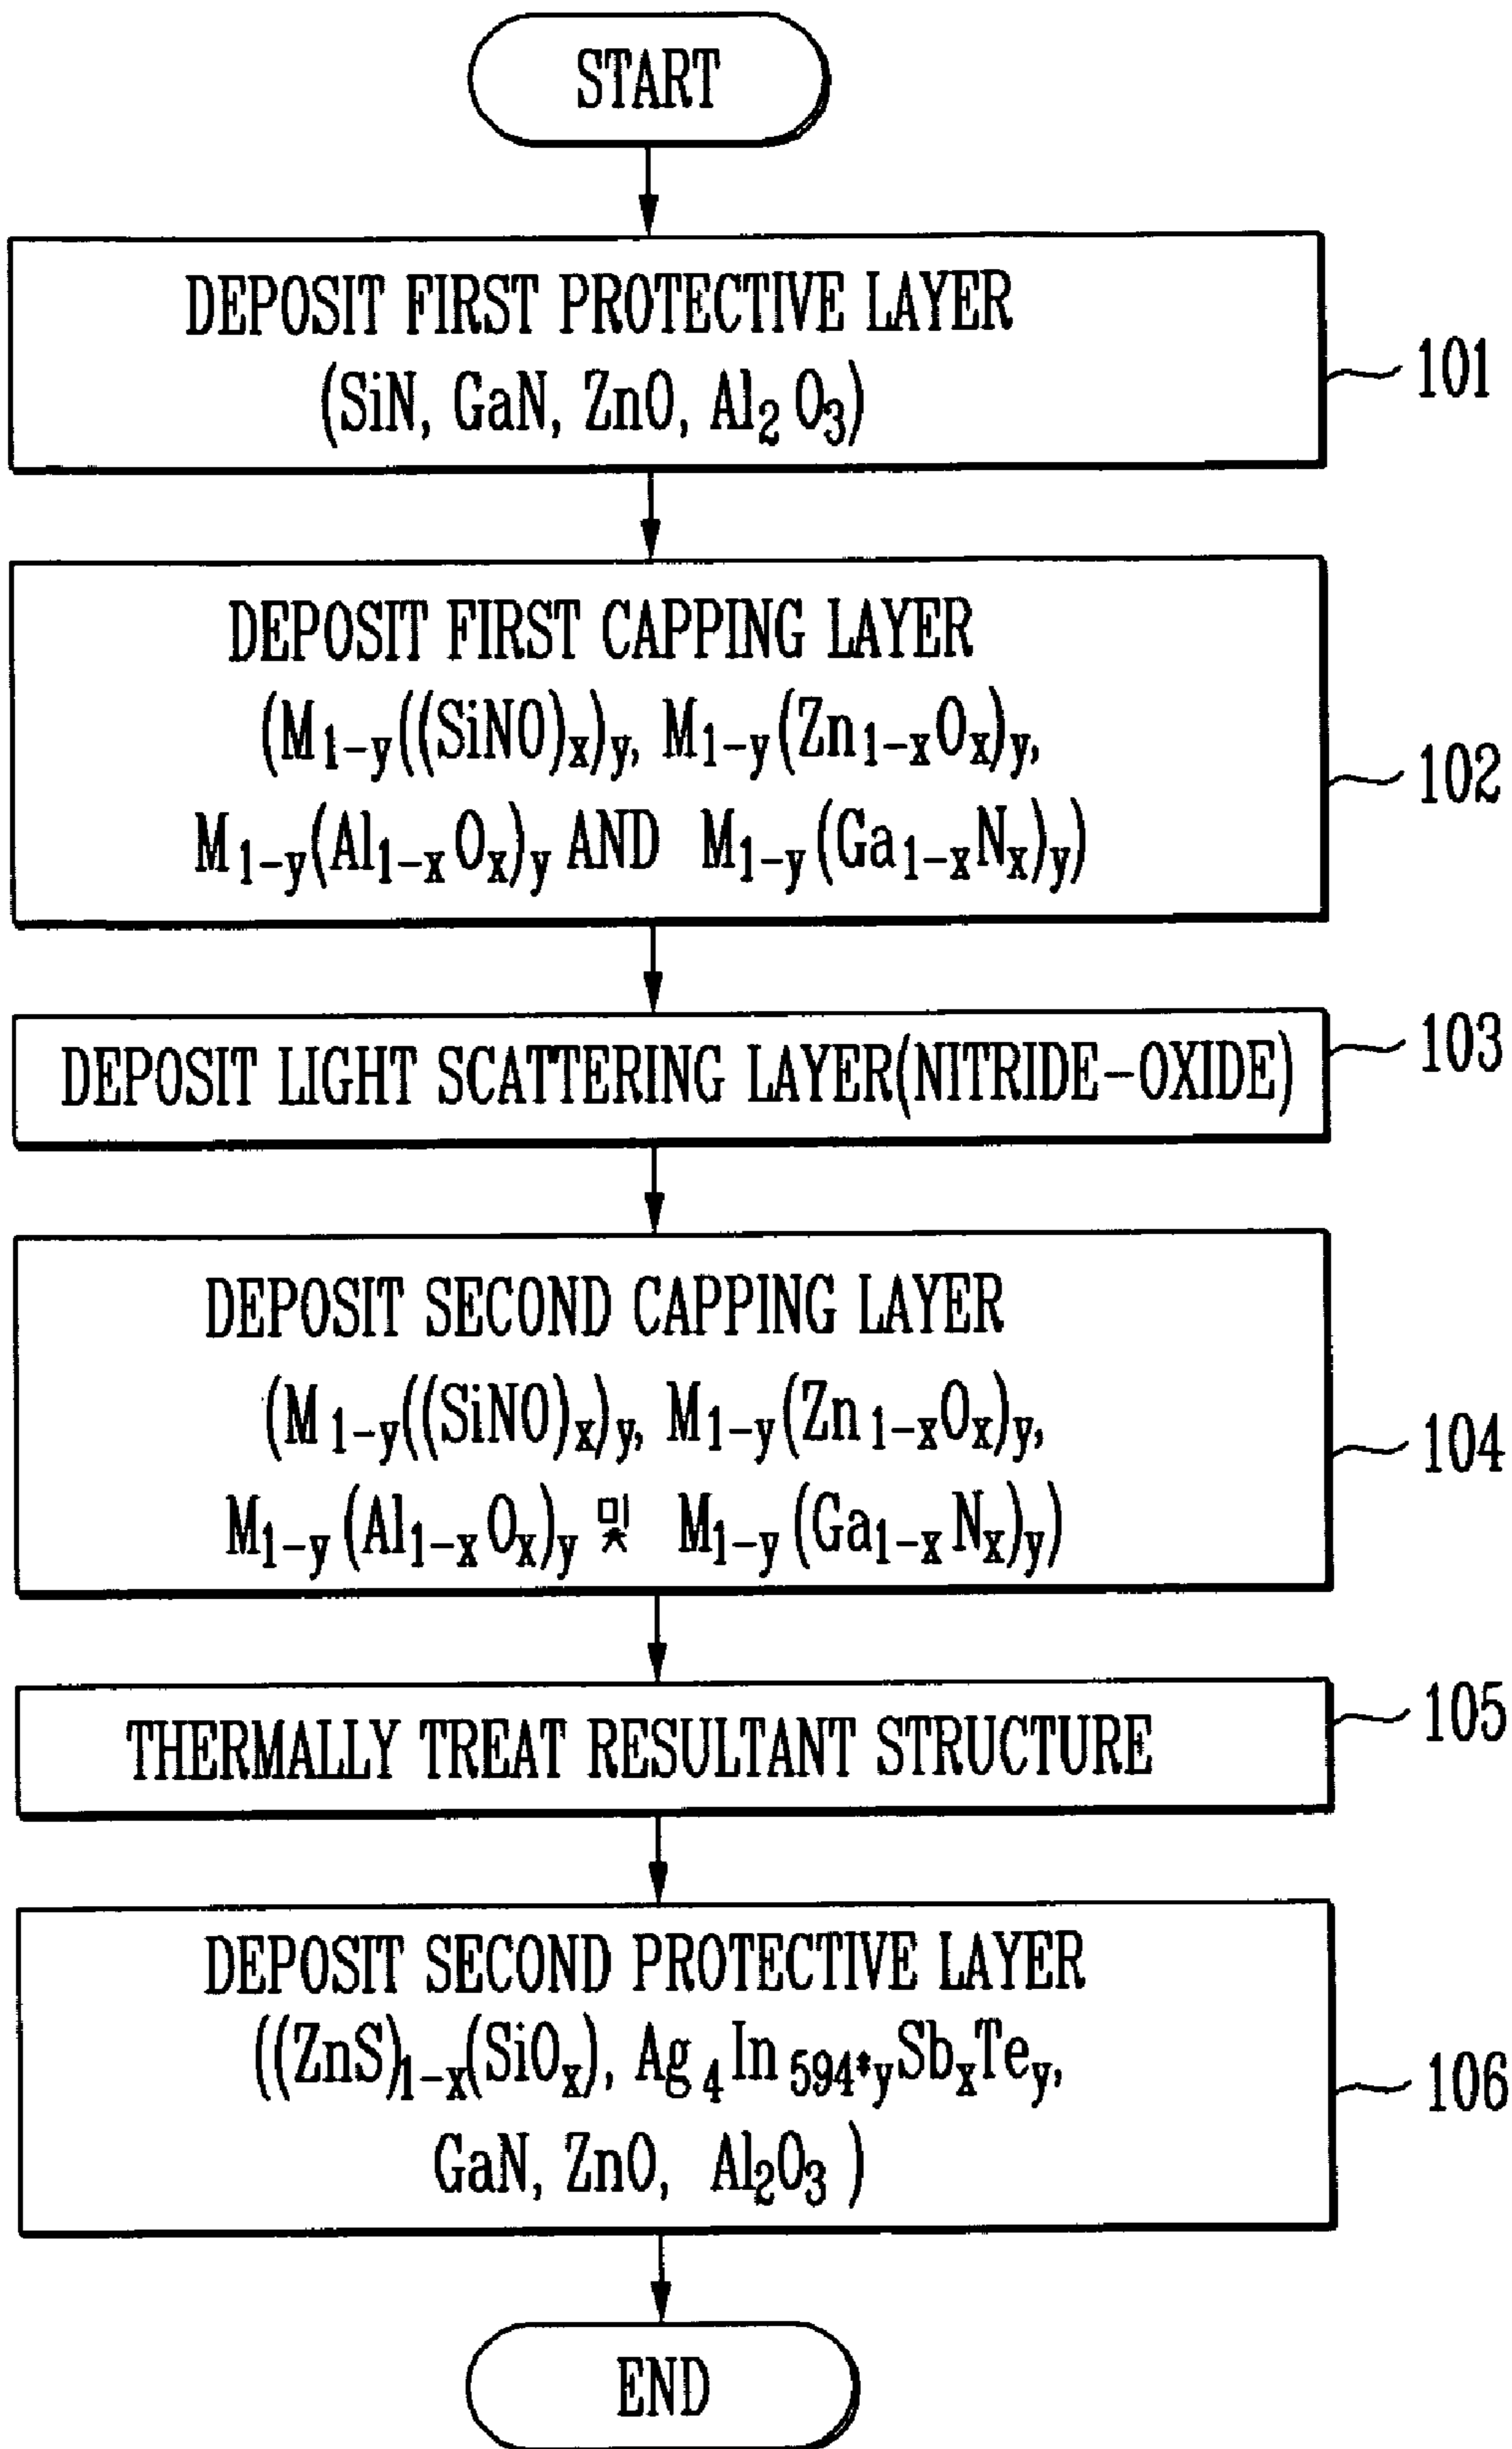 START
DEPOSIT FIRST PROTECTIVE LAYER
(SiN, GaN, ZnO, Al₂O₃)
101
DEPOSIT FIRST CAPPING LAYER
(M₁₋y((SiNO)ₓ)y, M₁₋y(Zn₁₋ₓOₓ)y,
M₁₋y(Al₁₋ₓOₓ)y AND M₁₋y(Ga₁₋ₓNₓ)y)
102
DEPOSIT LIGHT SCATTERING LAYER(NITRIDE-OXIDE)
103
DEPOSIT SECOND CAPPING LAYER
(M₁₋y((SiNO)ₓ)y, M₁₋y(Zn₁₋ₓOₓ)y,
M₁₋y(Al₁₋ₓOₓ)y 및 M₁₋y(Ga₁₋ₓNₓ)y)
104
THERMALLY TREAT RESULTANT STRUCTURE
105
DEPOSIT SECOND PROTECTIVE LAYER
((ZnS)₁₋ₓ(SiOₓ), Ag₄In₅₉₄*ySbₓTey,
GaN, ZnO, Al₂O₃)
106
END